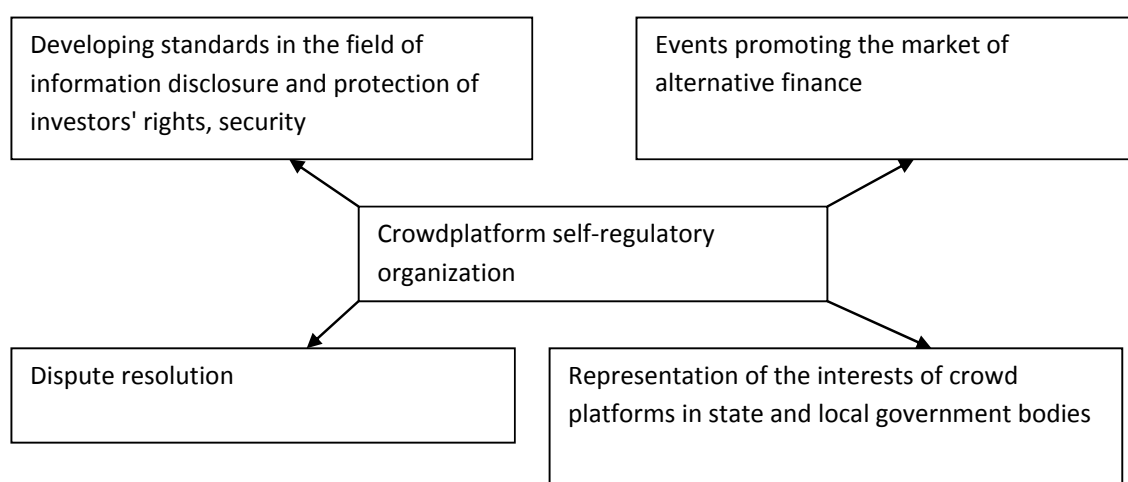 Developing standards in the field of
information disclosure and protection of
investors' rights, security
Events promoting the market of
alternative finance
Crowdplatform self-regulatory
organization
Dispute resolution
Representation of the interests of crowd
platforms in state and local government bodies